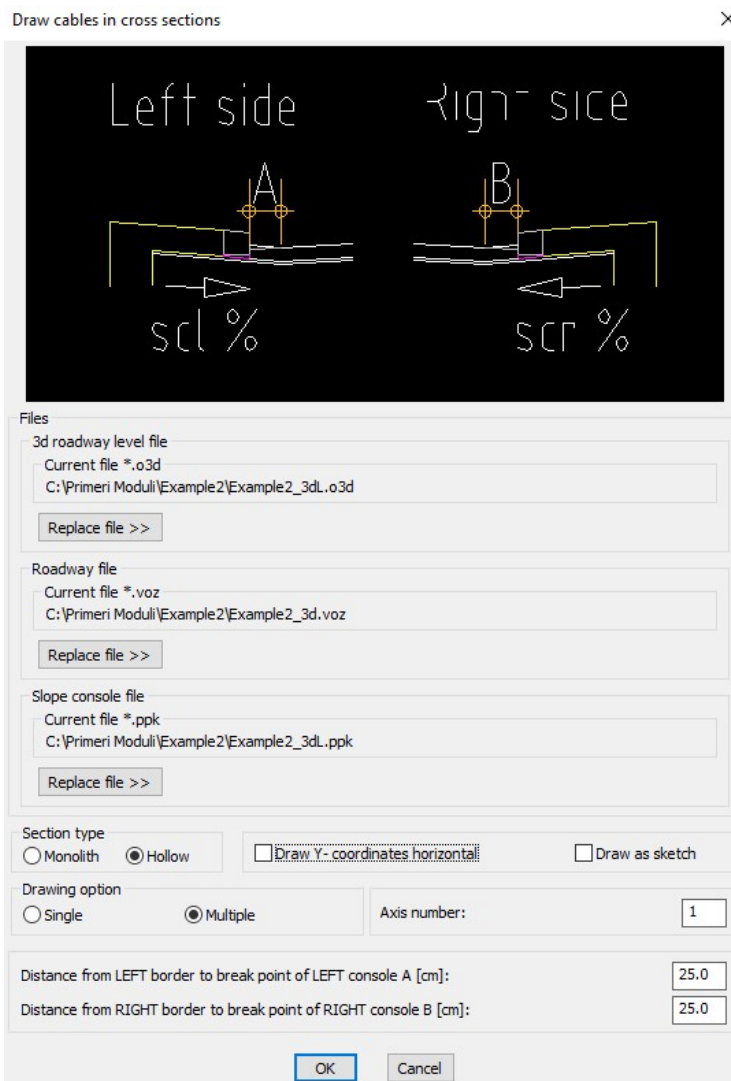 Draw cables in cross sections
Left side Right side
A B
scl % scr %
Files
3d roadway level file
Current file *.o3d
C:\Primeri Moduli\Example2\Example2_3dL.o3d
Replace file >>
Roadway file
Current file *.voz
C:\Primeri Moduli\Example2\Example2_3d.voz
Replace file >>
Slope console file
Current file *.ppk
C:\Primeri Moduli\Example2\Example2_3dL.ppk
Replace file >>
Section type
Monolith Hollow Draw Y- coordinates horizontal Draw as sketch
Drawing option
Single Multiple Axis number: 1
Distance from LEFT border to break point of LEFT console A [cm]: 25.0
Distance from RIGHT border to break point of RIGHT console B [cm]: 25.0
OK Cancel